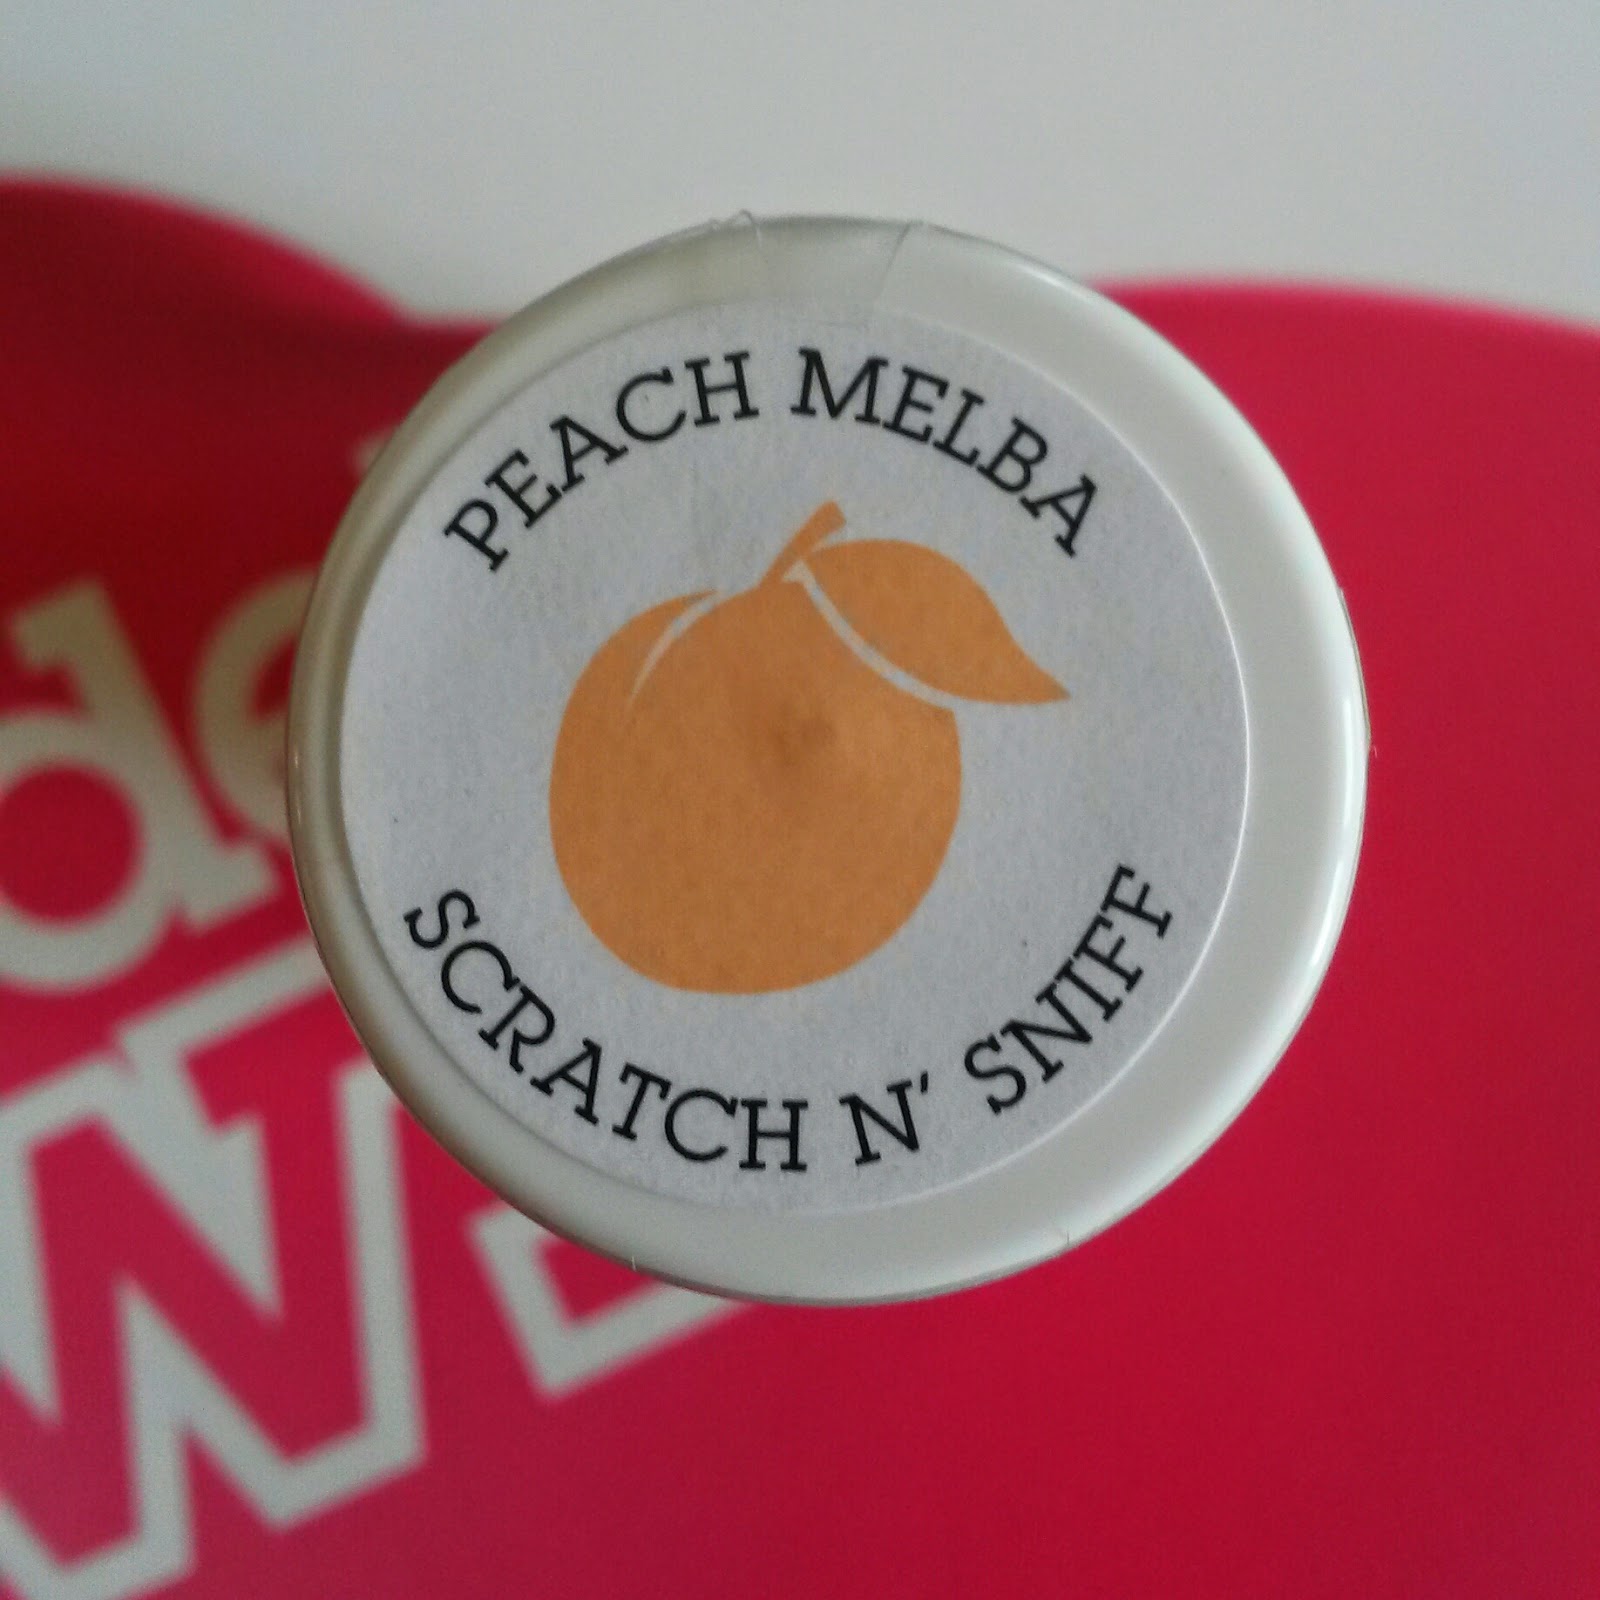 PEACH MELBA
SCRATCH N' SNIFF